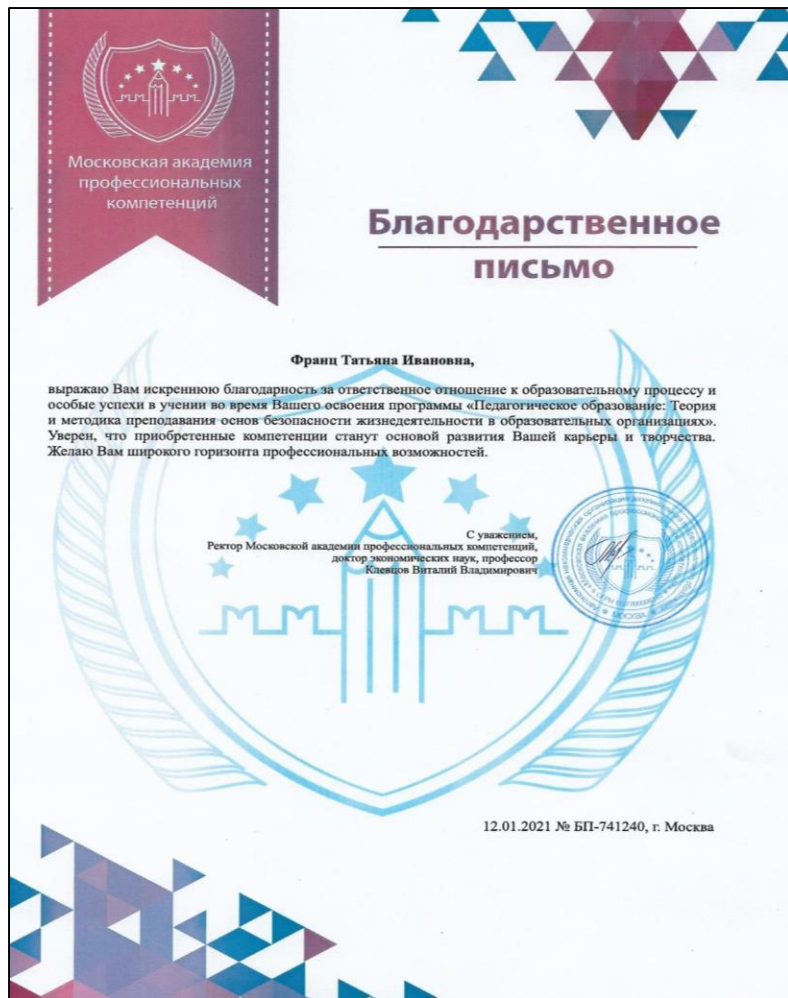 Московская академия
профессиональных
компетенций
Благодарственное
письмо
Франц Татьяна Ивановна,
выражаю Вам искреннюю благодарность за ответственное отношение к образовательному процессу и
особые успехи в учении во время Вашего освоения программы «Педагогическое образование: Теория
и методика преподавания основ безопасности жизнедеятельности в образовательных организациях».
Уверен, что приобретенные компетенции станут основой развития Вашей карьеры и творчества.
Желаю Вам широкого горизонта профессиональных возможностей.
С уважением,
Ректор Московской академии профессиональных компетенций,
доктор экономических наук, профессор
Клевцов Виталий Владимирович
МОСКВА
12.01.2021 № БП-741240, г. Москва